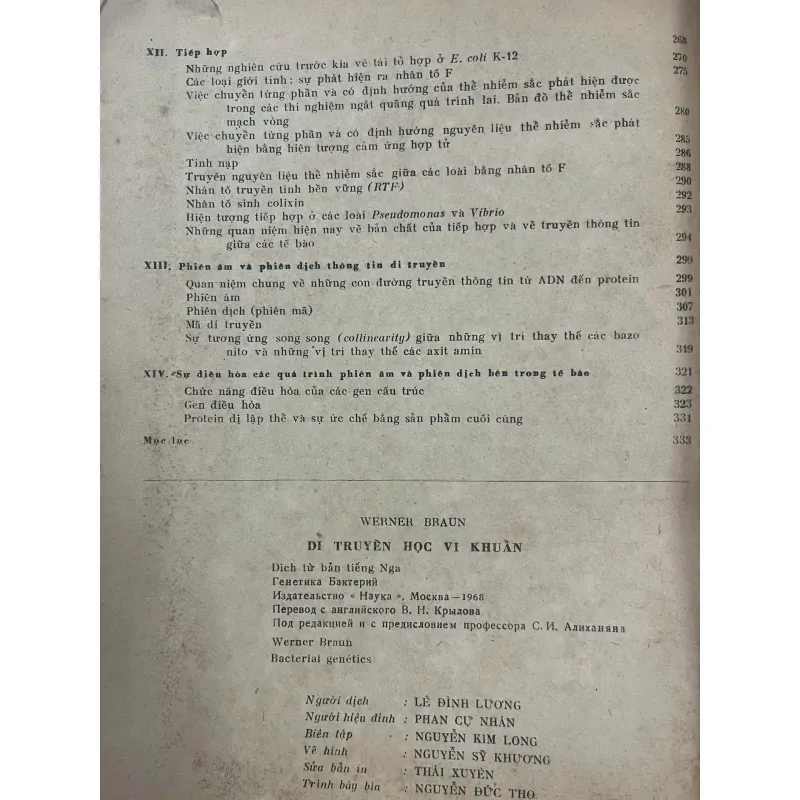 XII. Tiếp hợp 268
Những nghiên cứu trước kia về tái tổ hợp ở E. coli K-12 270
Các loại giới tính: sự phát hiện ra nhân tố F 275
Việc chuyển từng phần và có định hướng của thể nhiễm sắc phát hiện được
trong các thí nghiệm ngắt quãng quá trình lai. Bản đồ thể nhiễm sắc
mạch vòng 280
Việc chuyển từng phần và có định hướng nguyên liệu thể nhiễm sắc phát
hiện bằng hiện tượng cảm ứng hợp tử 285
Tính nạp 286
Truyền nguyên liệu thể nhiễm sắc giữa các loài bằng nhân tố F 288
Nhân tố truyền tính bền vững (RTF) 290
Nhân tố sinh colixin 292
Hiện tượng tiếp hợp ở các loài Pseudomonas và Vibrio 293
Những quan niệm hiện nay về bản chất của tiếp hợp và về truyền thông tin
giữa các tế bào 294
XIII. Phiên âm và phiên dịch thông tin di truyền 299
Quan niệm chung về những con đường truyền thông tin từ ADN đến protein 299
Phiên âm 301
Phiên dịch (phiên mã) 307
Mã di truyền 313
Sự tương ứng song song (collinearity) giữa những vị trí thay thế các bazo
nito và những vị trí thay thế các axit amin 319
XIV. Sự điều hòa các quá trình phiên âm và phiên dịch bên trong tế bào 321
Chức năng điều hòa của các gen cấu trúc 322
Gen điều hòa 323
Protein dị lập thể và sự ức chế bằng sản phẩm cuối cùng 331
Mục lục 333
WERNER BRAUN
DI TRUYỀN HỌC VI KHUẨN
Dịch từ bản tiếng Nga
Генетика Бактерий
Издательство « Наука », Москва — 1968
Перевод с английского В. Н. Крылова
Под редакцией и с предисловием профессора С. И. Алиханяна
Werner Braun
Bacterial genetics
Người dịch : LÊ ĐÌNH LƯƠNG
Người hiệu đính : PHAN CỰ NHÂN
Biên tập : NGUYỄN KIM LONG
Vẽ hình : NGUYỄN SỸ KHƯƠNG
Sửa bản in : THÁI XUYÊN
Trình bày bìa : NGUYỄN ĐỨC THỌ